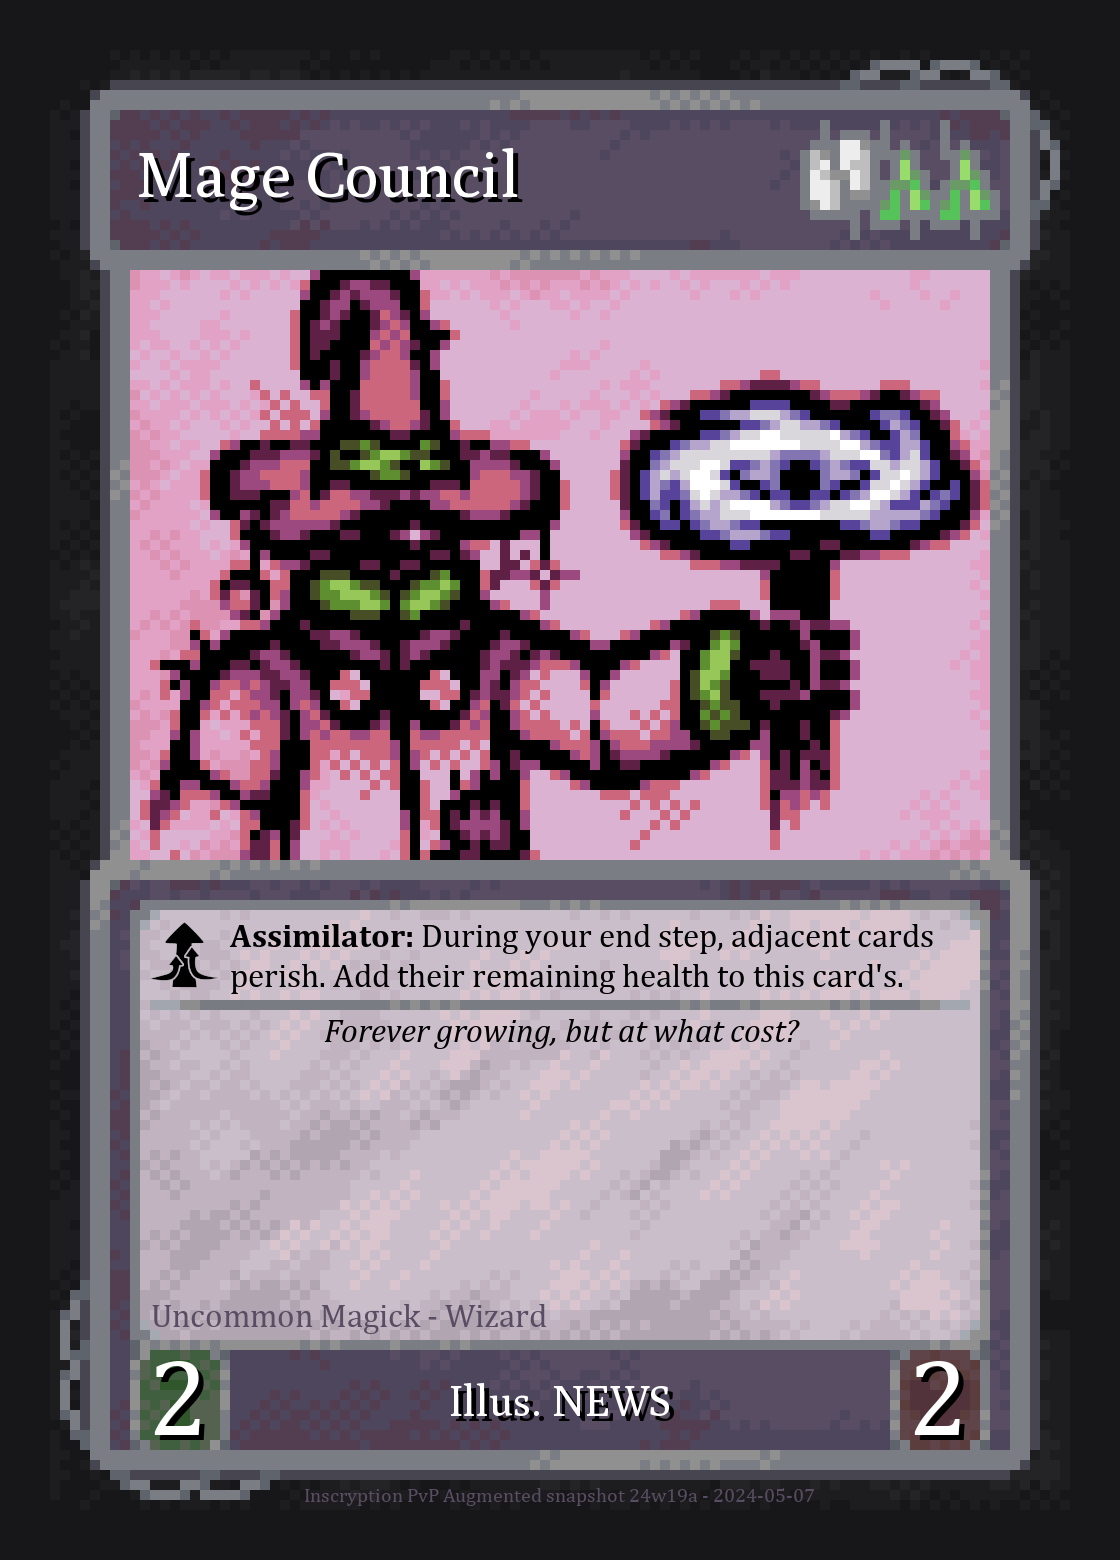 Mage Council
Assimilator: During your end step, adjacent cards
perish. Add their remaining health to this card's.
Forever growing, but at what cost?
Uncommon Magick - Wizard
2
Illus. NEWS
2
Inscryption PvP Augmented snapshot 24w19a - 2024-05-07